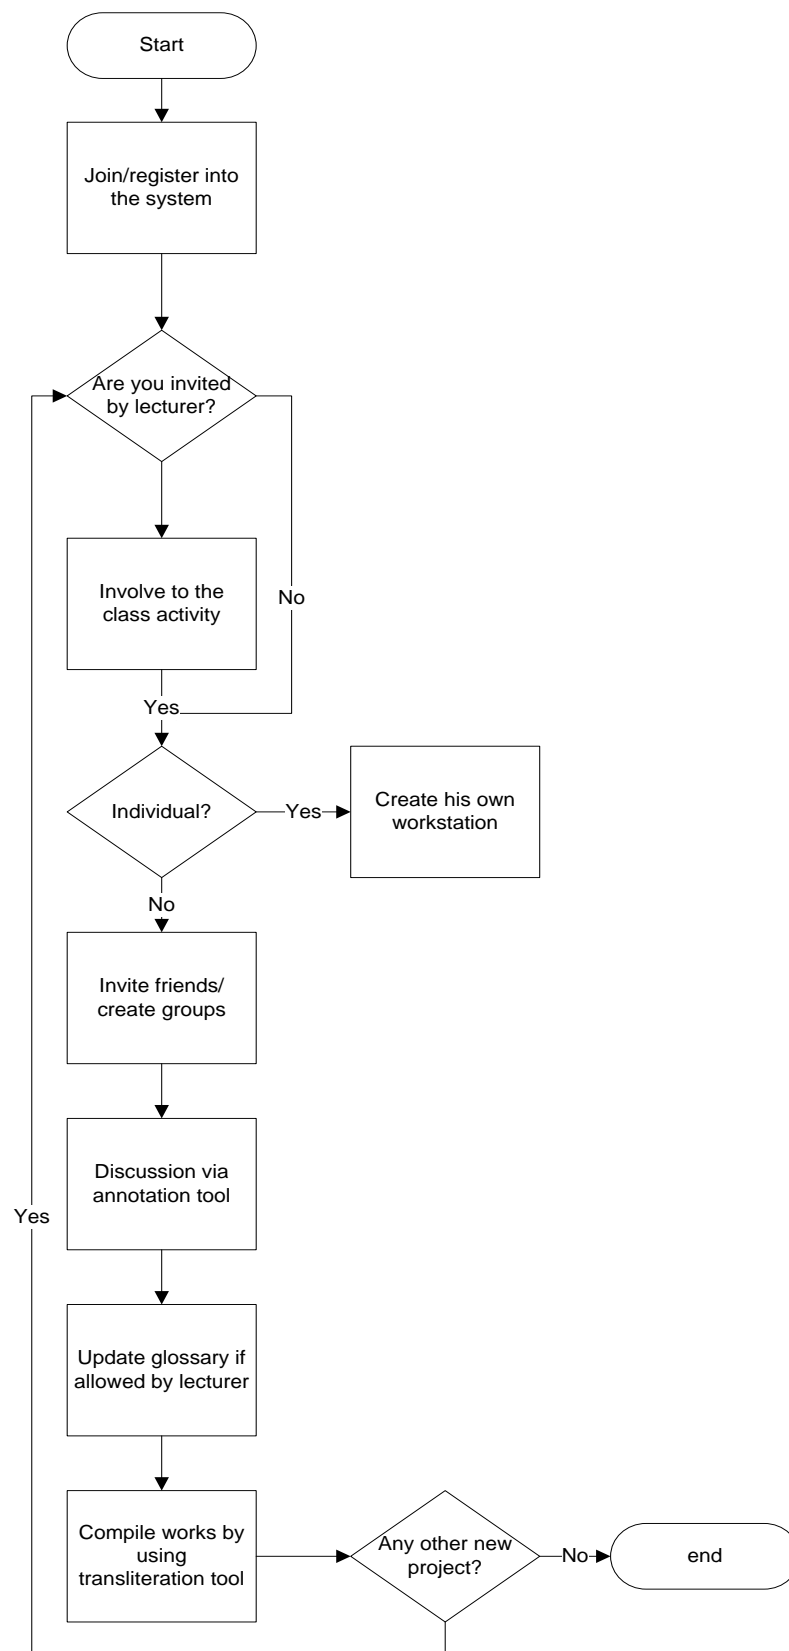 Start
Join/register into
the system
Are you invited
by lecturer?
Involve to the
class activity
No
Yes
Individual?
Yes
Create his own
workstation
No
Invite friends/
create groups
Discussion via
annotation tool
Yes
Update glossary if
allowed by lecturer
Compile works by
using
transliteration tool
Any other new
project?
No
end